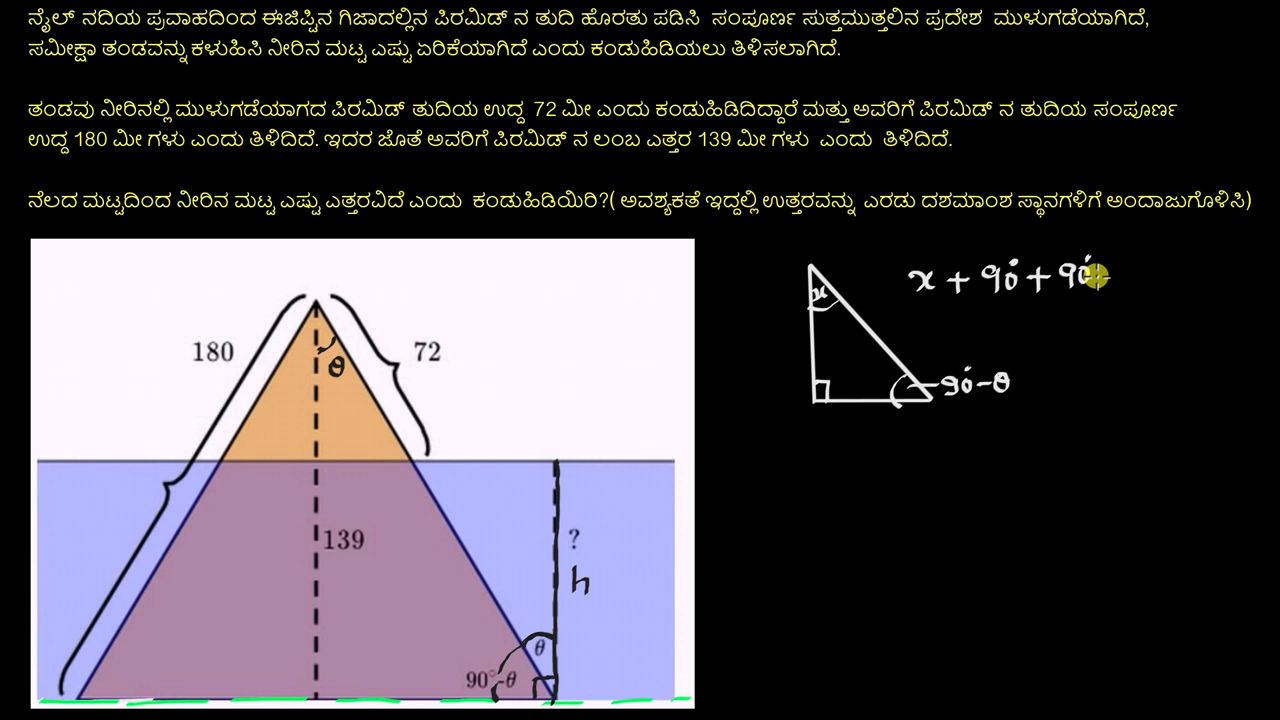 ನೈಲ್ ನದಿಯ ಪ್ರವಾಹದಿಂದ ಈಜಿಪ್ಟಿನ ಗಿಜಾದಲ್ಲಿನ ಪಿರಮಿಡ್ ನ ತುದಿ ಹೊರತು ಪಡಿಸಿ ಸಂಪೂರ್ಣ ಸುತ್ತಮುತ್ತಲಿನ ಪ್ರದೇಶ ಮುಳುಗಡೆಯಾಗಿದೆ,
ಸಮೀಕ್ಷಾ ತಂಡವನ್ನು ಕಳುಹಿಸಿ ನೀರಿನ ಮಟ್ಟ ಎಷ್ಟು ಏರಿಕೆಯಾಗಿದೆ ಎಂದು ಕಂಡುಹಿಡಿಯಲು ತಿಳಿಸಲಾಗಿದೆ.
ತಂಡವು ನೀರಿನಲ್ಲಿ ಮುಳುಗಡೆಯಾಗದ ಪಿರಮಿಡ್ ತುದಿಯ ಉದ್ದ 72 ಮೀ ಎಂದು ಕಂಡುಹಿಡಿದಿದ್ದಾರೆ ಮತ್ತು ಅವರಿಗೆ ಪಿರಮಿಡ್ ನ ತುದಿಯ ಸಂಪೂರ್ಣ
ಉದ್ದ 180 ಮೀ ಗಳು ಎಂದು ತಿಳಿದಿದೆ. ಇದರ ಜೊತೆ ಅವರಿಗೆ ಪಿರಮಿಡ್ ನ ಲಂಬ ಎತ್ತರ 139 ಮೀ ಗಳು ಎಂದು ತಿಳಿದಿದೆ.
ನೆಲದ ಮಟ್ಟದಿಂದ ನೀರಿನ ಮಟ್ಟ ಎಷ್ಟು ಎತ್ತರವಿದೆ ಎಂದು ಕಂಡುಹಿಡಿಯಿರಿ?( ಅವಶ್ಯಕತೆ ಇದ್ದಲ್ಲಿ ಉತ್ತರವನ್ನು ಎರಡು ದಶಮಾಂಶ ಸ್ಥಾನಗಳಿಗೆ ಅಂದಾಜುಗೊಳಿಸಿ)
x + 90° + 90°
x
90°-θ
180
72
θ
139
?
h
θ
90°-θ